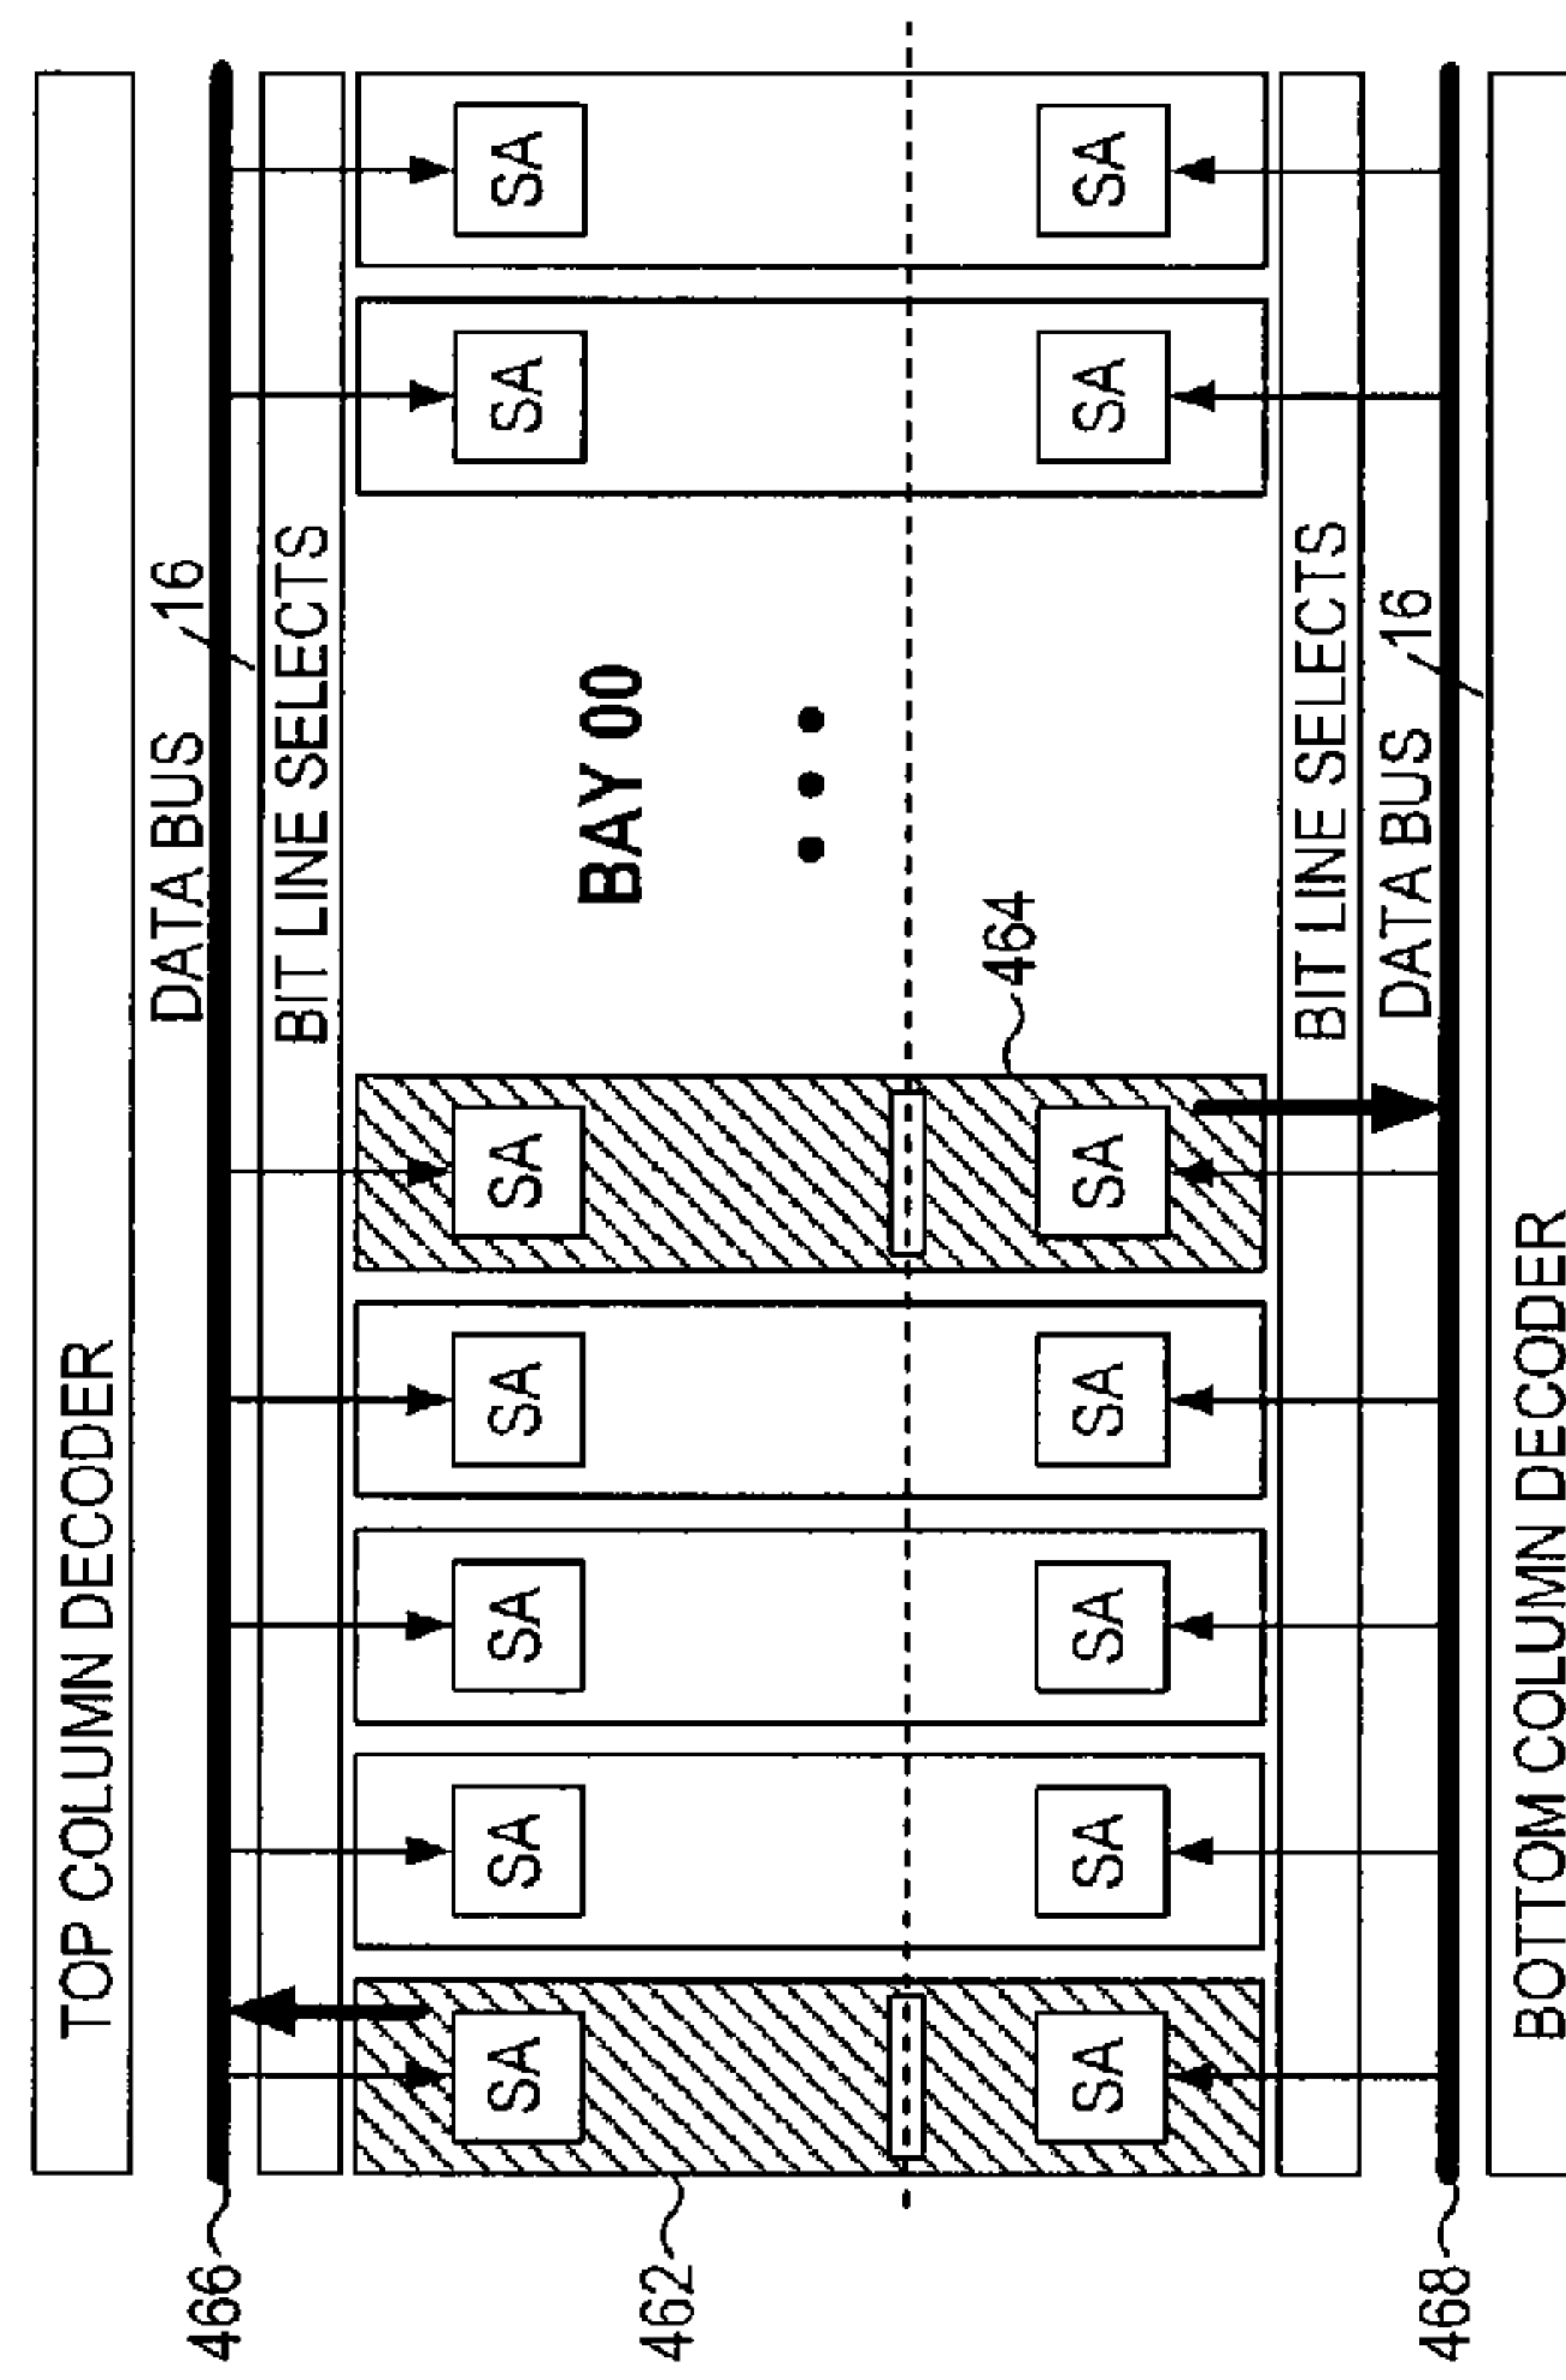 TOP COLUMN DECODER
DATA BUS 16
466
BIT LINE SELECTS
SA SA SA SA SA SA SA
BAY 00
462
464
SA SA SA SA SA SA SA
BIT LINE SELECTS
DATA BUS 16
468
BOTTOM COLUMN DECODER